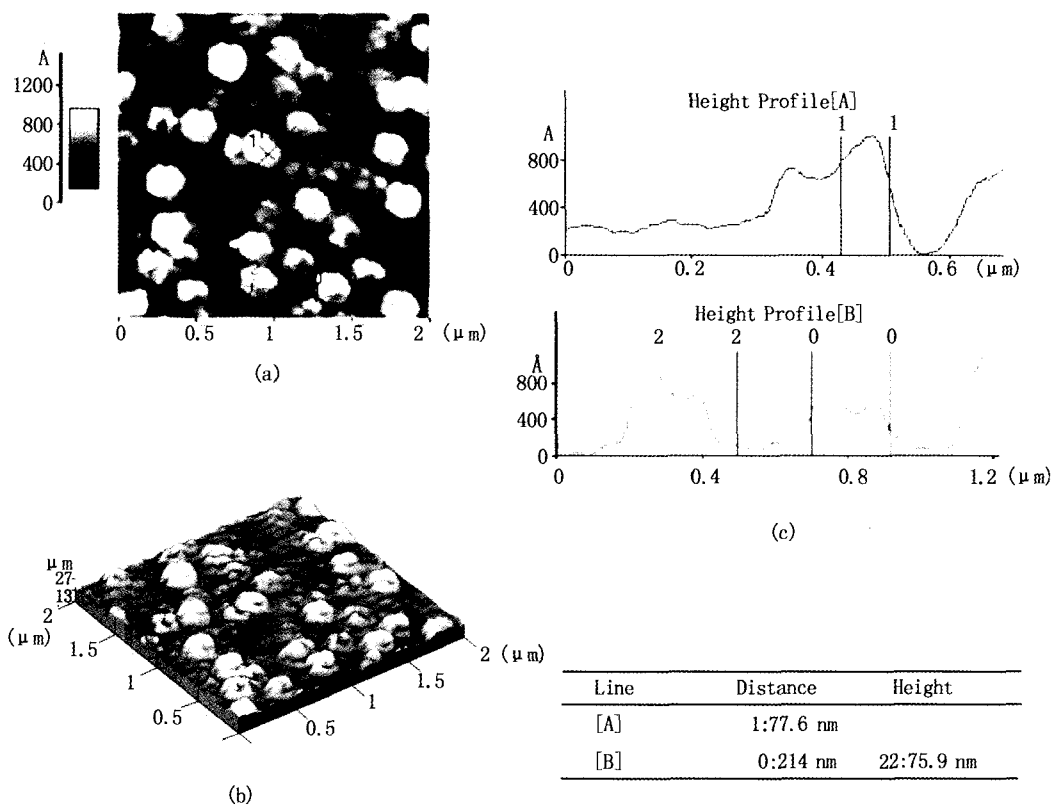 A
1200
800
400
0
1
0 0.5 1 1.5 2 (μm)
(a)
Height Profile[A]
1 1
A
800
400
0
0 0.2 0.4 0.6 (μm)
Height Profile[B]
2 2 0 0
Å
800
400
0
0 0.4 0.8 1.2 (μm)
(c)
μm
27
13
2
(μm)
1.5
1
0.5
0.5
1
1.5
2 (μm)
(b)
Line Distance Height
[A] 1:77.6 nm
[B] 0:214 nm 22:75.9 nm